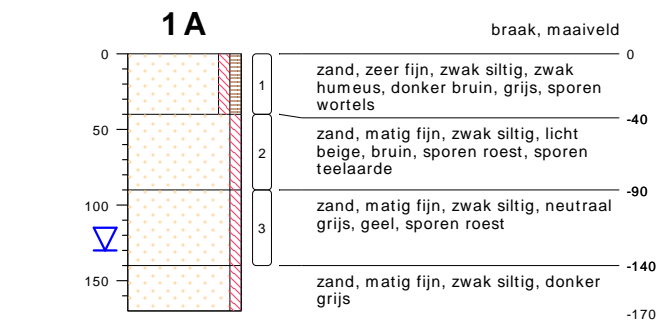 1A
braak, maaiveld
0
0
zand, zeer fijn, zwak siltig, zwak
humeus, donker bruin, grijs, sporen
wortels
1
-40
50
zand, matig fijn, zwak siltig, licht
beige, bruin, sporen roest, sporen
teelaarde
2
-90
100
zand, matig fijn, zwak siltig, neutraal
grijs, geel, sporen roest
3
-140
150
zand, matig fijn, zwak siltig, donker
grijs
-170